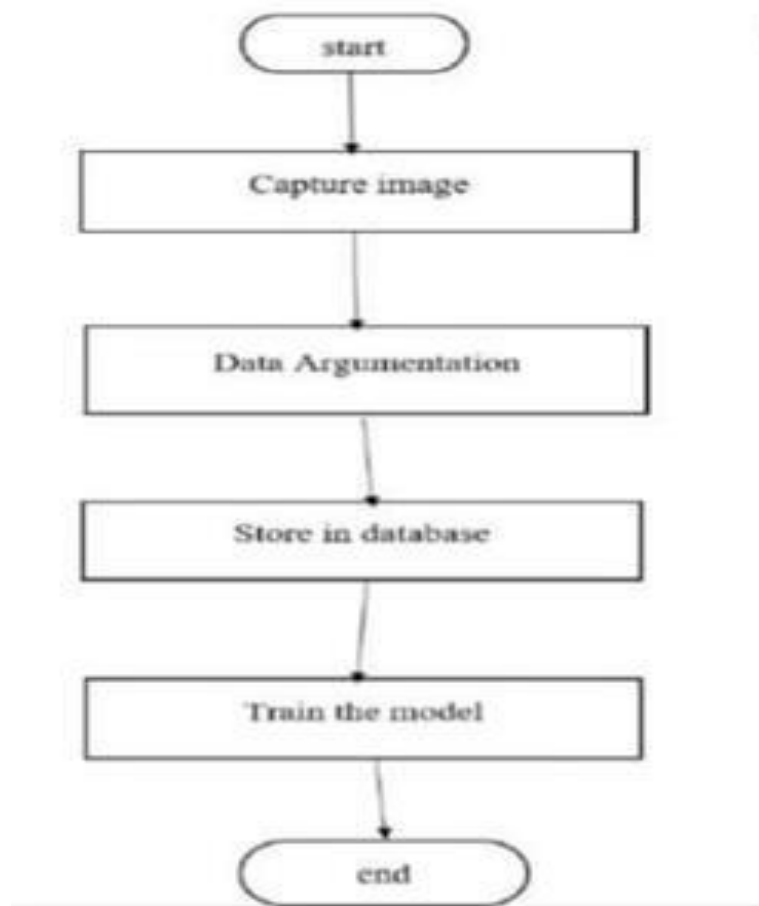 start
Capture image
Data Argumentation
Store in database
Train the model
end